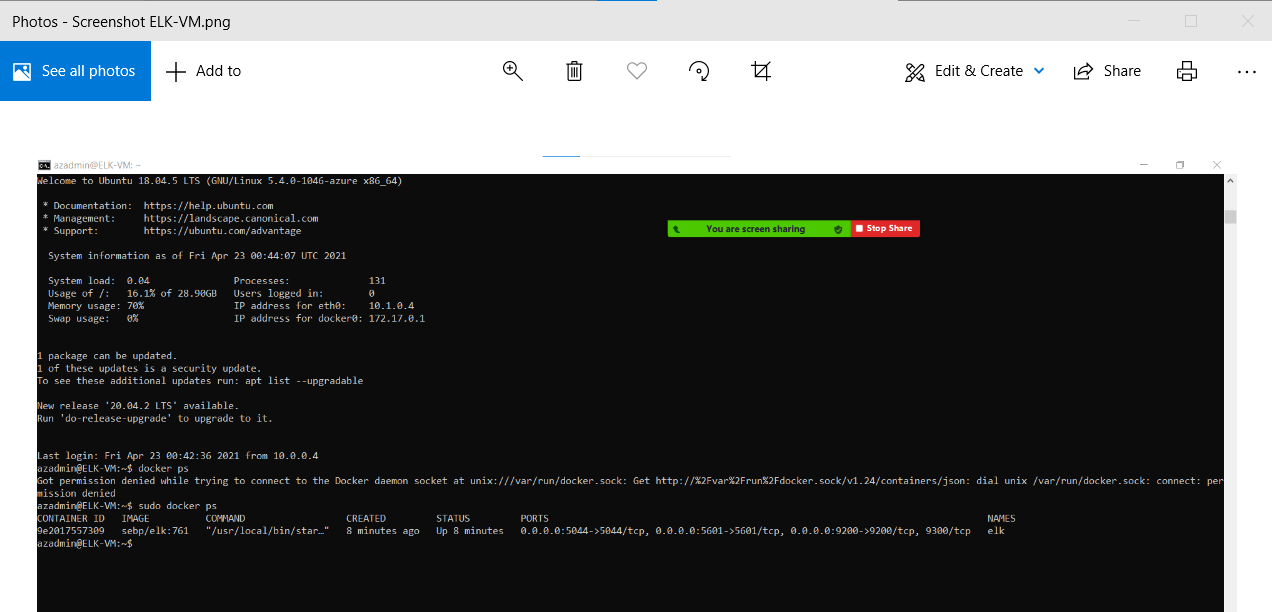 Photos - Screenshot ELK-VM.png
See all photos
Add to
Edit & Create
Share
azadmin@ELK-VM: ~
Welcome to Ubuntu 18.04.5 LTS (GNU/Linux 5.4.0-1046-azure x86_64)
* Documentation: https://help.ubuntu.com
* Management: https://landscape.canonical.com
* Support: https://ubuntu.com/advantage
You are screen sharing
Stop Share
System information as of Fri Apr 23 00:44:07 UTC 2021
System load: 0.04 Processes: 131
Usage of /: 16.1% of 28.90GB Users logged in: 0
Memory usage: 70% IP address for eth0: 10.1.0.4
Swap usage: 0% IP address for docker0: 172.17.0.1
1 package can be updated.
1 of these updates is a security update.
To see these additional updates run: apt list --upgradable
New release '20.04.2 LTS' available.
Run 'do-release-upgrade' to upgrade to it.
Last login: Fri Apr 23 00:42:36 2021 from 10.0.0.4
azadmin@ELK-VM:~$ docker ps
Got permission denied while trying to connect to the Docker daemon socket at unix:///var/run/docker.sock: Get http://%2Fvar%2Frun%2Fdocker.sock/v1.24/containers/json: dial unix /var/run/docker.sock: connect: per
mission denied
azadmin@ELK-VM:~$ sudo docker ps
CONTAINER ID IMAGE COMMAND CREATED STATUS PORTS NAMES
9e2017557309 sebp/elk:761 "/usr/local/bin/star…" 8 minutes ago Up 8 minutes 0.0.0.0:5044->5044/tcp, 0.0.0.0:5601->5601/tcp, 0.0.0.0:9200->9200/tcp, 9300/tcp elk
azadmin@ELK-VM:~$